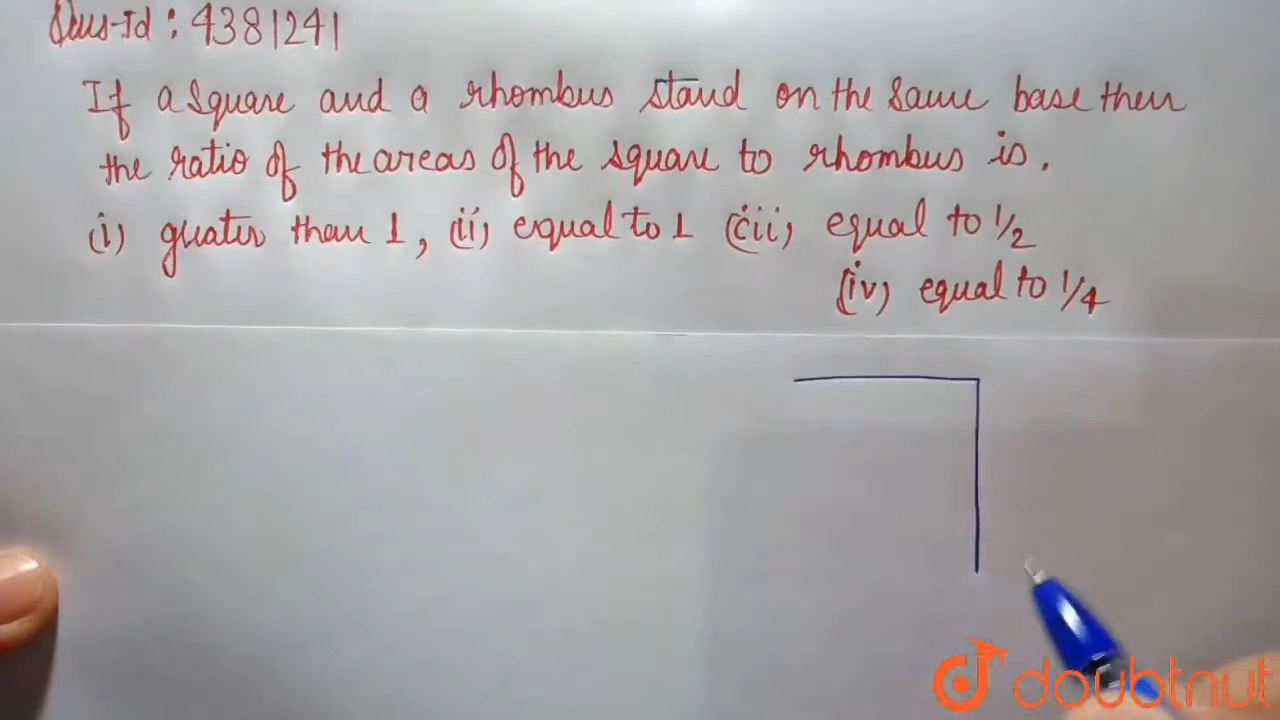 Ques-Id : 4381241
If a square and a rhombus stand on the same base then
the ratio of the areas of the square to rhombus is.
(i) greater than 1, (ii) equal to 1 (iii) equal to 1/2
(iv) equal to 1/4
doubtnut